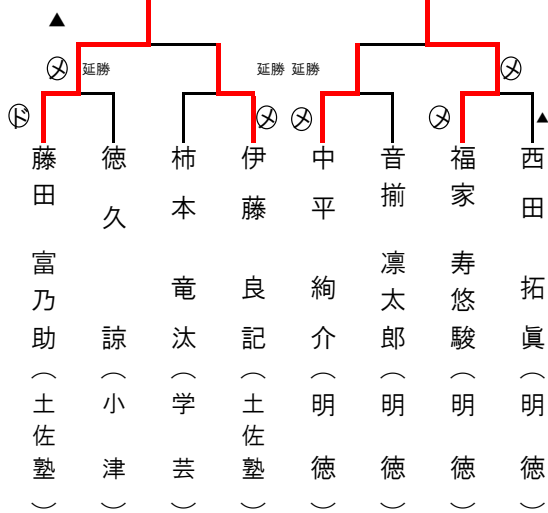 ▲
㋱ 延勝 延勝 延勝 ㋱
㋣ ㋱ ㋱ ㋱ ▲
藤田 富乃助（土佐塾）
徳久 諒（小津）
柿本 竜汰（学芸）
伊藤 良記（土佐塾）
中平 絢介（明徳）
音揃 凛太郎（明徳）
福家 寿悠駿（明徳）
西田 拓眞（明徳）